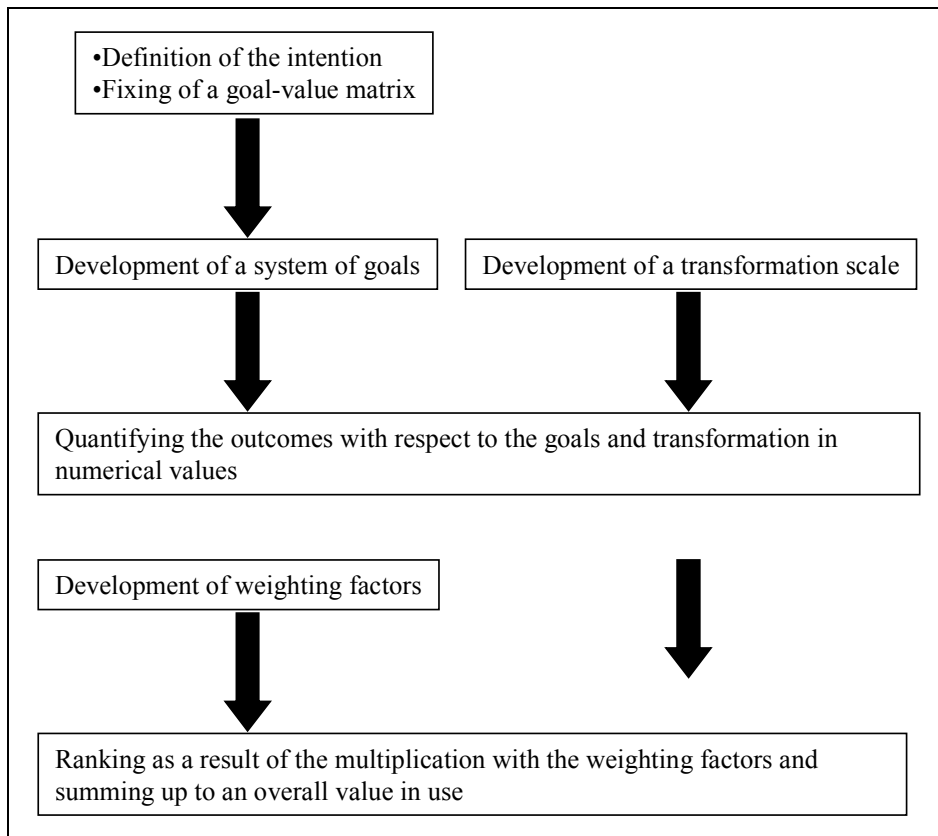 •Definition of the intention
•Fixing of a goal-value matrix
Development of a system of goals
Development of a transformation scale
Quantifying the outcomes with respect to the goals and transformation in
numerical values
Development of weighting factors
Ranking as a result of the multiplication with the weighting factors and
summing up to an overall value in use